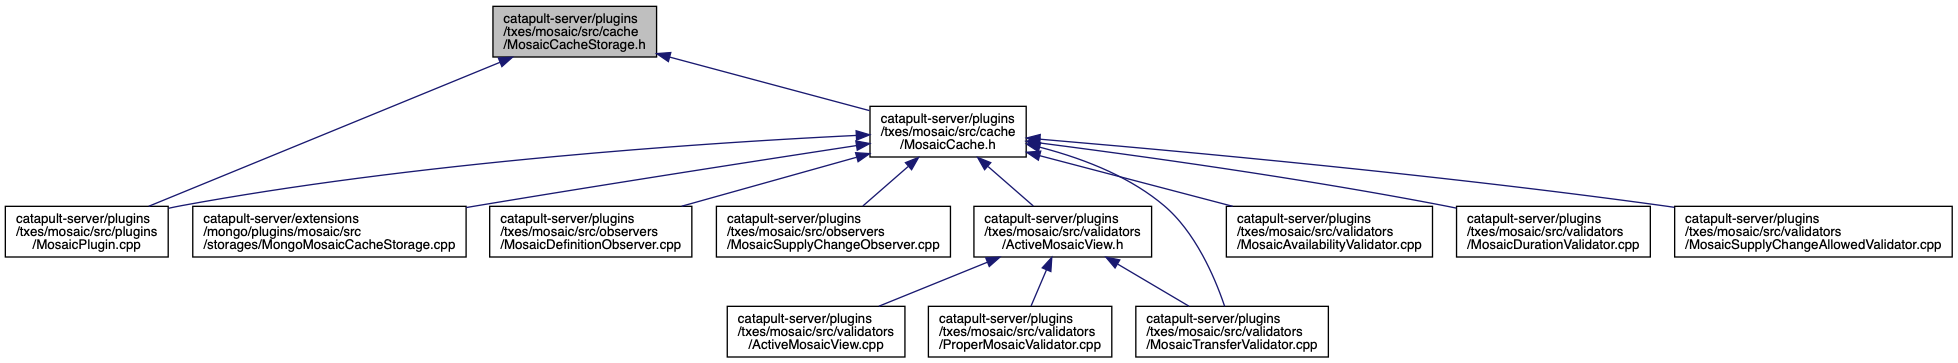 catapult-server/plugins
/txes/mosaic/src/cache
/MosaicCacheStorage.h
catapult-server/plugins
/txes/mosaic/src/cache
/MosaicCache.h
catapult-server/plugins
/txes/mosaic/src/plugins
/MosaicPlugin.cpp
catapult-server/extensions
/mongo/plugins/mosaic/src
/storages/MongoMosaicCacheStorage.cpp
catapult-server/plugins
/txes/mosaic/src/observers
/MosaicDefinitionObserver.cpp
catapult-server/plugins
/txes/mosaic/src/observers
/MosaicSupplyChangeObserver.cpp
catapult-server/plugins
/txes/mosaic/src/validators
/ActiveMosaicView.h
catapult-server/plugins
/txes/mosaic/src/validators
/MosaicAvailabilityValidator.cpp
catapult-server/plugins
/txes/mosaic/src/validators
/MosaicDurationValidator.cpp
catapult-server/plugins
/txes/mosaic/src/validators
/MosaicSupplyChangeAllowedValidator.cpp
catapult-server/plugins
/txes/mosaic/src/validators
/ActiveMosaicView.cpp
catapult-server/plugins
/txes/mosaic/src/validators
/ProperMosaicValidator.cpp
catapult-server/plugins
/txes/mosaic/src/validators
/MosaicTransferValidator.cpp